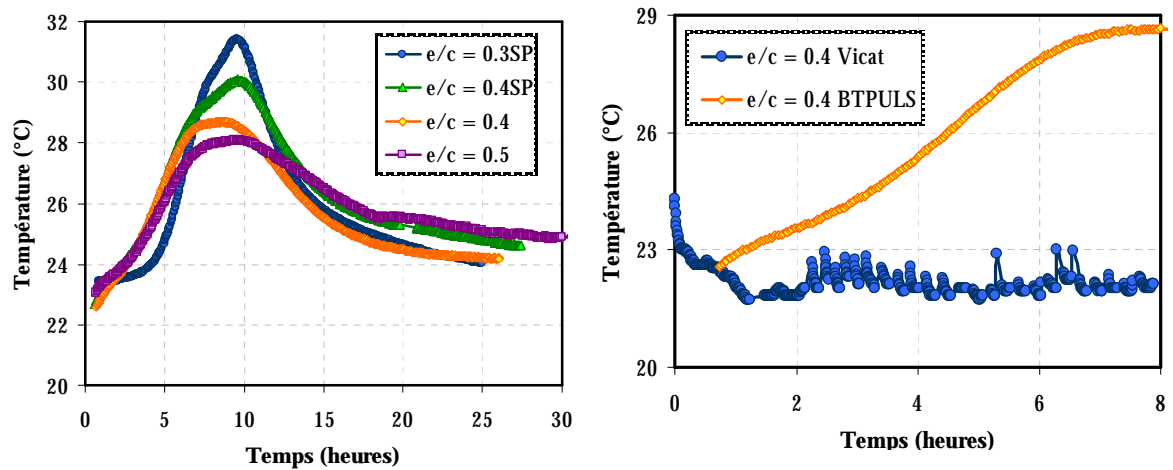 32
30
28
26
24
22
20
0
5
10
15
20
25
30
Température (°C)
Temps (heures)
e/c = 0.3SP
e/c = 0.4SP
e/c = 0.4
e/c = 0.5
32
29
26
23
20
0
2
4
6
8
Température (°C)
Temps (heures)
e/c = 0.4 Vicat
e/c = 0.4 BTPULS